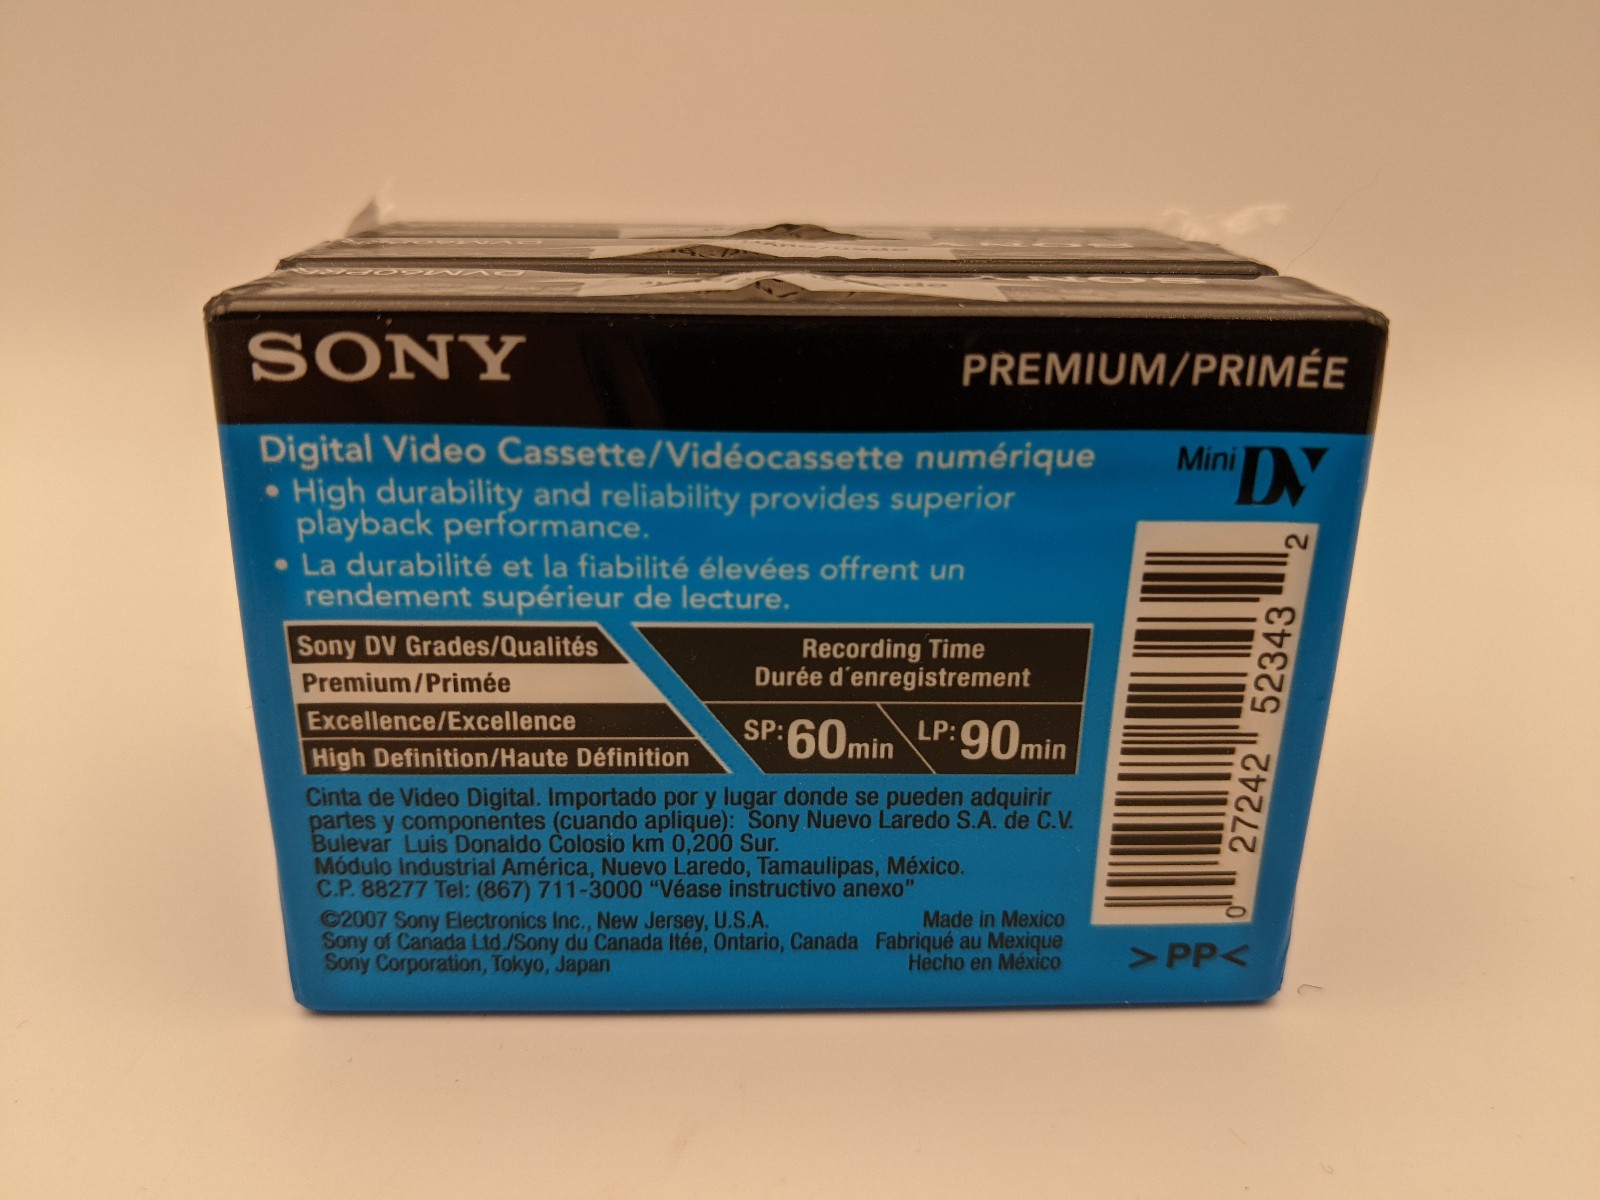 DVM60PR
SONY
DVM60PR
SONY
SONY
PREMIUM/PRIMÉE
Digital Video Cassette/Vidéocassette numérique
Mini DV
• High durability and reliability provides superior
playback performance.
• La durabilité et la fiabilité élevées offrent un
rendement supérieur de lecture.
Sony DV Grades/Qualités
Premium/Primée
Excellence/Excellence
High Definition/Haute Définition
Recording Time
Durée d´enregistrement
SP: 60min
LP: 90min
Cinta de Video Digital. Importado por y lugar donde se pueden adquirir
partes y componentes (cuando aplique): Sony Nuevo Laredo S.A. de C.V.
Bulevar Luis Donaldo Colosio km 0,200 Sur.
Módulo Industrial América, Nuevo Laredo, Tamaulipas, México.
C.P. 88277 Tel: (867) 711-3000 “Véase instructivo anexo”
©2007 Sony Electronics Inc., New Jersey, U.S.A.
Sony of Canada Ltd./Sony du Canada ltée, Ontario, Canada
Sony Corporation, Tokyo, Japan
Made in Mexico
Fabriqué au Mexique
Hecho en México
0 27242 52343 2
>PP<